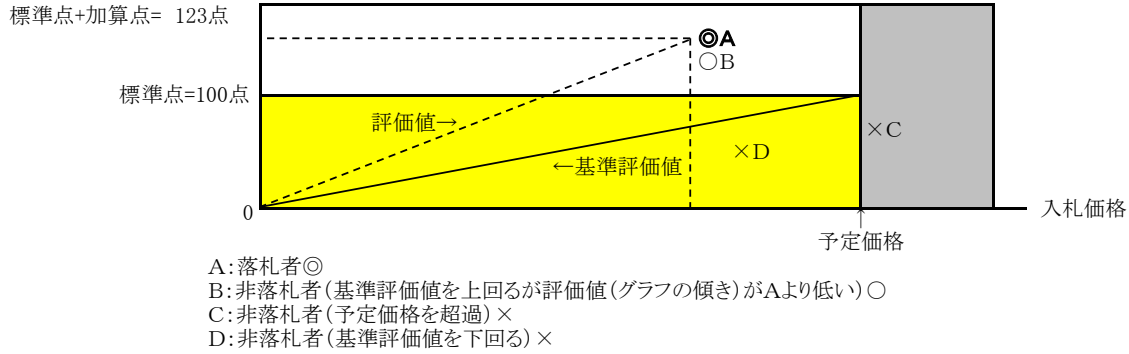 標準点+加算点= 123点
◎A
○B
標準点=100点
評価値→
×C
×D
←基準評価値
0
入札価格
↑
予定価格
A:落札者◎
B:非落札者(基準評価値を上回るが評価値(グラフの傾き)がAより低い)○
C:非落札者(予定価格を超過)×
D:非落札者(基準評価値を下回る)×